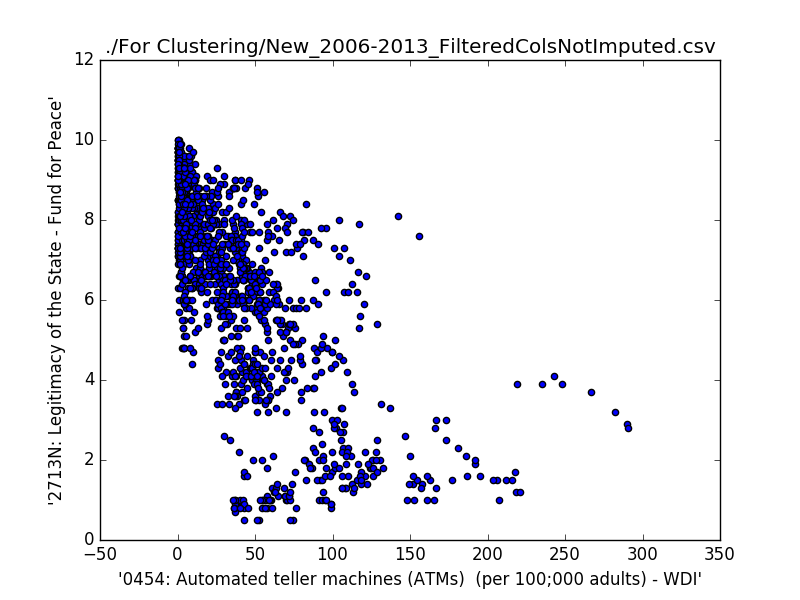 ./For Clustering/New_2006-2013_FilteredColsNotImputed.csv
12
10
8
6
4
2
0
−50 0 50 100 150 200 250 300 350
'2713N: Legitimacy of the State - Fund for Peace'
'0454: Automated teller machines (ATMs)  (per 100;000 adults) - WDI'